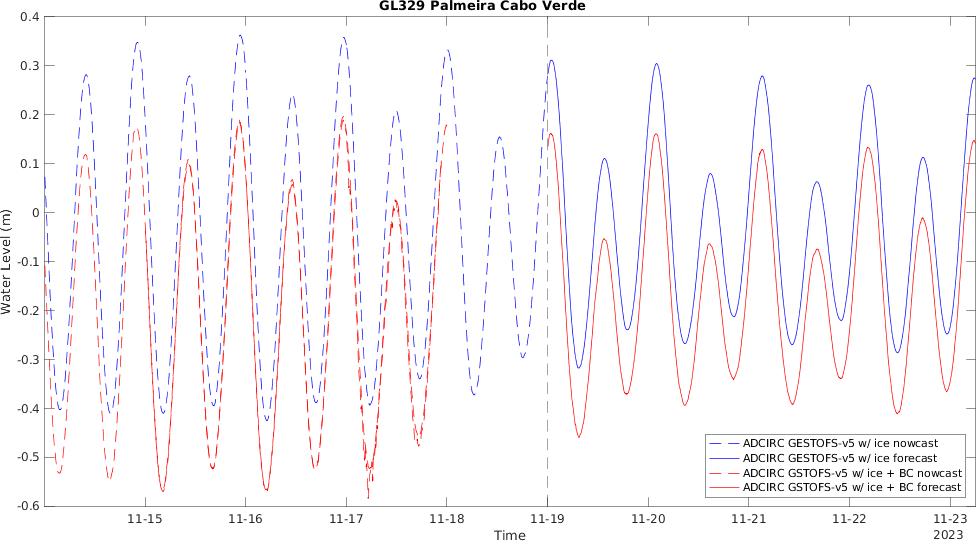 GL329 Palmeira Cabo Verde
Water Level (m)
0.4
0.3
0.2
0.1
0
-0.1
-0.2
-0.3
-0.4
-0.5
-0.6
ADCIRC GESTOFS-v5 w/ ice nowcast
ADCIRC GESTOFS-v5 w/ ice forecast
ADCIRC GSTOFS-v5 w/ ice + BC nowcast
ADCIRC GSTOFS-v5 w/ ice + BC forecast
11-15 11-16 11-17 11-18 11-19 11-20 11-21 11-22 11-23
Time
2023